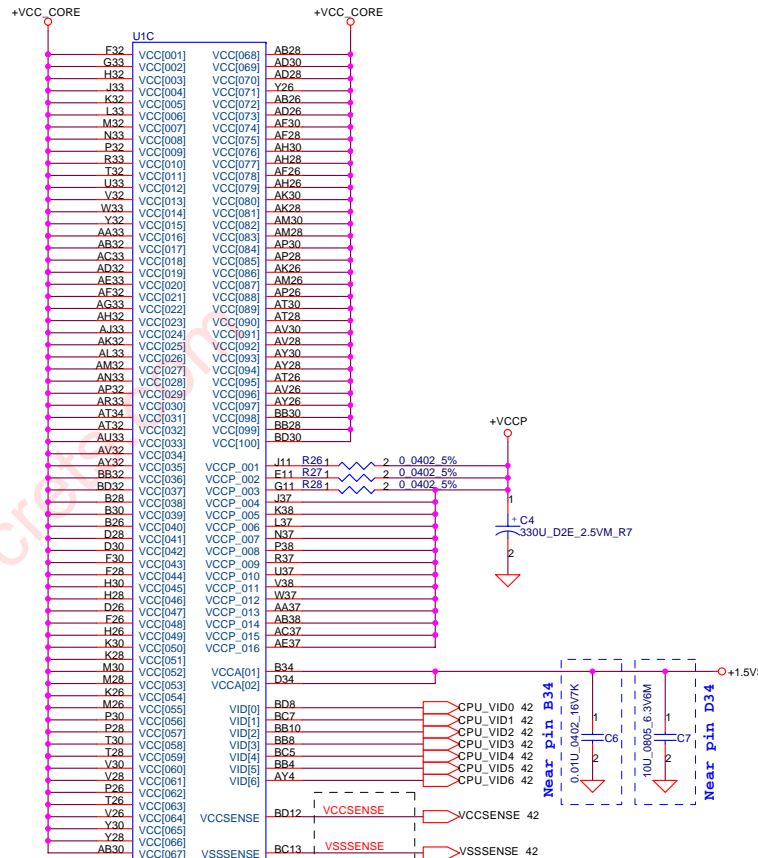 +VCC_CORE +VCC_CORE
U1C
F32 VCC[001] VCC[068] AB28
G33 VCC[002] VCC[069] AD30
H32 VCC[003] VCC[070] AD28
J33 VCC[004] VCC[071] Y26
K32 VCC[005] VCC[072] AB26
L33 VCC[006] VCC[073] AD26
M32 VCC[007] VCC[074] AF30
N33 VCC[008] VCC[075] AF28
P32 VCC[009] VCC[076] AH30
R33 VCC[010] VCC[077] AH28
T32 VCC[011] VCC[078] AF26
U33 VCC[012] VCC[079] AH26
V32 VCC[013] VCC[080] AK30
W33 VCC[014] VCC[081] AK28
Y32 VCC[015] VCC[082] AM30
AA33 VCC[016] VCC[083] AM28
AB32 VCC[017] VCC[084] AP30
AC33 VCC[018] VCC[085] AP28
AD32 VCC[019] VCC[086] AK26
AE33 VCC[020] VCC[087] AM26
AF32 VCC[021] VCC[088] AP26
AG33 VCC[022] VCC[089] AT30
AH32 VCC[023] VCC[090] AT28
AJ33 VCC[024] VCC[091] AV30
AK32 VCC[025] VCC[092] AV28
AL33 VCC[026] VCC[093] AY30
AM32 VCC[027] VCC[094] AY28
AN33 VCC[028] VCC[095] AT26
AP32 VCC[029] VCC[096] AV26
AR33 VCC[030] VCC[097] AY26
AT34 VCC[031] VCC[098] BB30
AT32 VCC[032] VCC[099] BB28
AU33 VCC[033] VCC[100] BD30
AV32 VCC[034]
AY32 VCC[035] VCCP_001 J11 R26 1 2 0_0402_5%
BB32 VCC[036] VCCP_002 E11 R27 1 2 0_0402_5%
BD32 VCC[037] VCCP_003 G11 R28 1 2 0_0402_5%
B28 VCC[038] VCCP_004 J37
B30 VCC[039] VCCP_005 K38
B26 VCC[040] VCCP_006 L37
D28 VCC[041] VCCP_007 N37
D30 VCC[042] VCCP_008 P38
F30 VCC[043] VCCP_009 R37
F28 VCC[044] VCCP_010 U37
H30 VCC[045] VCCP_011 V38
H28 VCC[046] VCCP_012 W37
D26 VCC[047] VCCP_013 AA37
F26 VCC[048] VCCP_014 AB38
H26 VCC[049] VCCP_015 AC37
K30 VCC[050] VCCP_016 AE37
K28 VCC[051]
M30 VCC[052] VCCA[01] B34
M28 VCC[053] VCCA[02] D34
K26 VCC[054]
M26 VCC[055] VID[0] BD8 CPU_VID0 42
P30 VCC[056] VID[1] BC7 CPU_VID1 42
P28 VCC[057] VID[2] BB10 CPU_VID2 42
T30 VCC[058] VID[3] BB8 CPU_VID3 42
T28 VCC[059] VID[4] BC5 CPU_VID4 42
V30 VCC[060] VID[5] BB4 CPU_VID5 42
V28 VCC[061] VID[6] AY4 CPU_VID6 42
P26 VCC[062]
T26 VCC[063]
V26 VCC[064] VCCSENSE BD12 VCCSENSE VCCSENSE 42
Y30 VCC[065]
Y28 VCC[066]
AB30 VCC[067] VSSSENSE BC13 VSSSENSE VSSSENSE 42
+VCCP
1
+ C4
330U_D2E_2.5VM_R7
2
+1.5VS
Near pin B34
0.01U_0402_16V7K
1
C6
2
10U_0805_6.3V6M
1
C7
2
Near pin D34